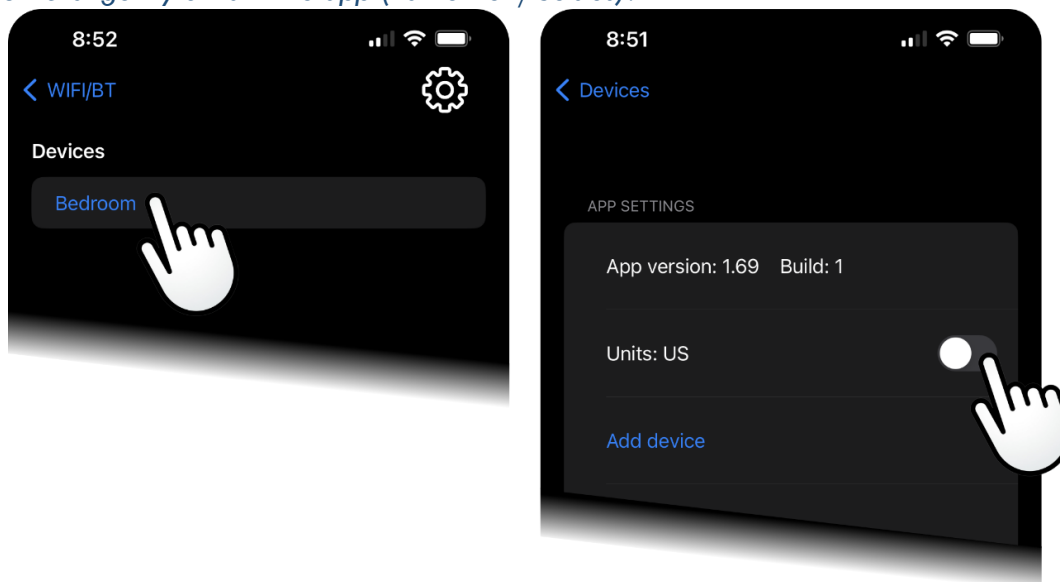 8:52
WIFI/BT
Devices
Bedroom
8:51
Devices
APP SETTINGS
App version: 1.69 Build: 1
Units: US
Add device